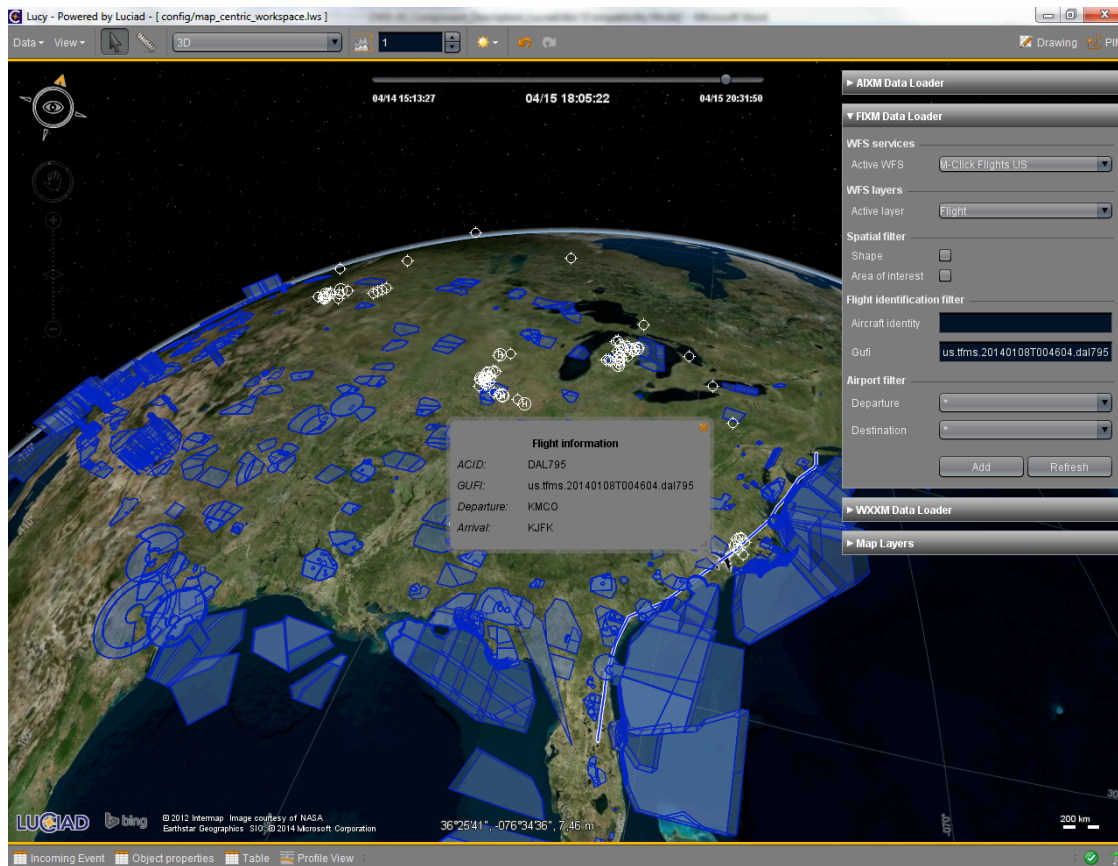 Lucy - Powered by Luciad - [ config/map_centric_workspace.lws ]
Data View 3D 1 Drawing
04/14 15:13:27 04/15 18:05:22 04/15 20:31:50
AIXM Data Loader
FIXM Data Loader
WFS services
Active WFS M-Click Flights US
WFS layers
Active layer Flight
Spatial filter
Shape
Area of interest
Flight identification filter
Aircraft identity
Gufi us.tfms.20140108T004604.dal795
Airport filter
Departure *
Destination *
Add Refresh
WXXM Data Loader
Map Layers
Flight information
ACID: DAL795
GUFI: us.tfms.20140108T004604.dal795
Departure: KMCO
Arrival: KJFK
LUCIAD bing © 2012 Intermap Image courtesy of NASA
Earthstar Geographics SIO © 2014 Microsoft Corporation
36°25'41", -076°34'36", 7,46 m
200 km
Incoming Event Object properties Table Profile View